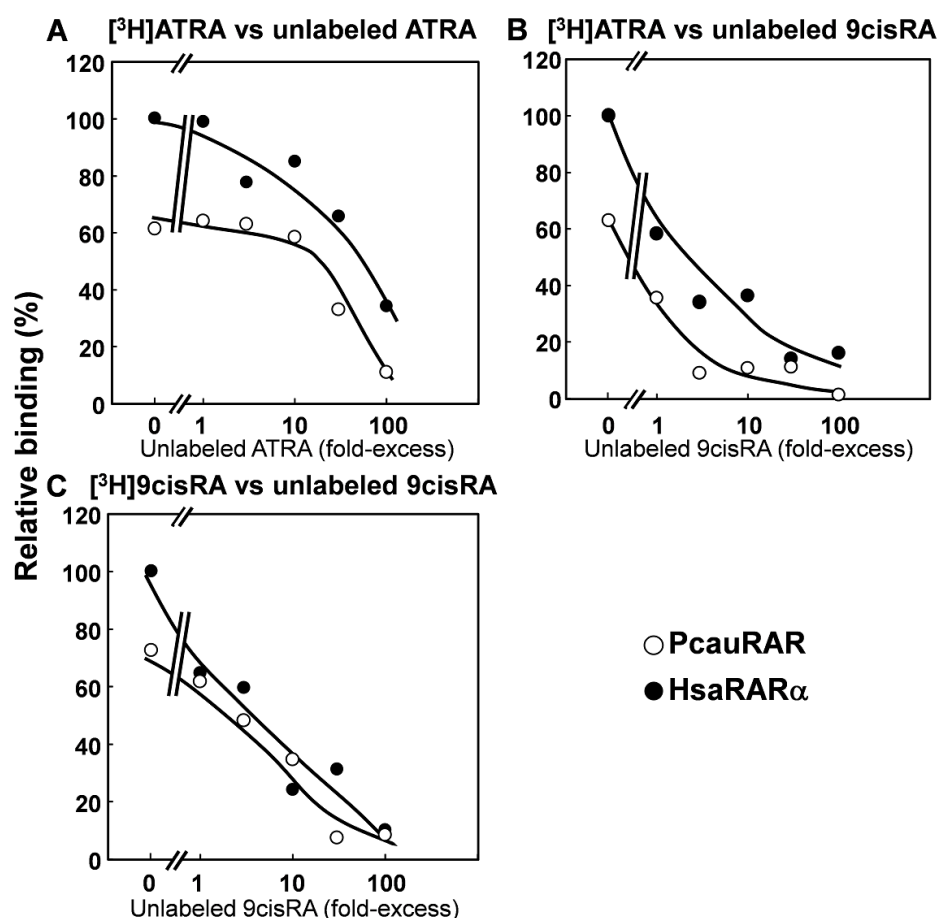 A [³H]ATRA vs unlabeled ATRA
120
100
80
60
40
20
0
0 1 10 100
Unlabeled ATRA (fold-excess)
B [³H]ATRA vs unlabeled 9cisRA
120
100
80
60
40
20
0
0 1 10 100
Unlabeled 9cisRA (fold-excess)
Relative binding (%)
C [³H]9cisRA vs unlabeled 9cisRA
120
100
80
60
40
20
0
0 1 10 100
Unlabeled 9cisRA (fold-excess)
PcauRAR
HsaRARα